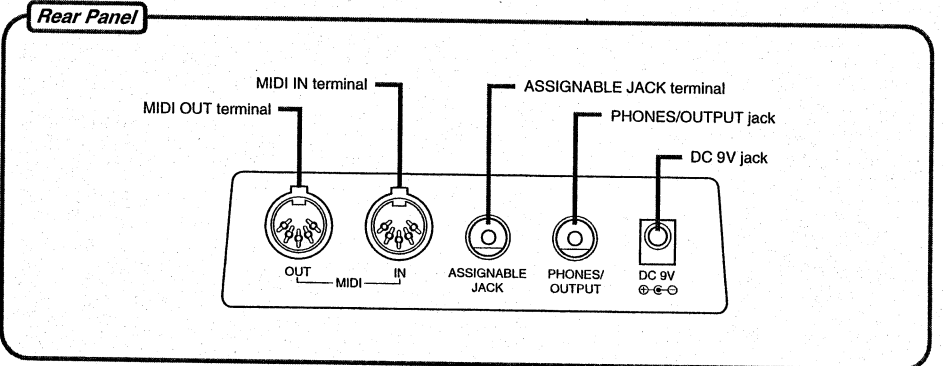 Rear Panel
MIDI IN terminal
ASSIGNABLE JACK terminal
MIDI OUT terminal
PHONES/OUTPUT jack
DC 9V jack
OUT
MIDI
IN
ASSIGNABLE
JACK
PHONES/
OUTPUT
DC 9V